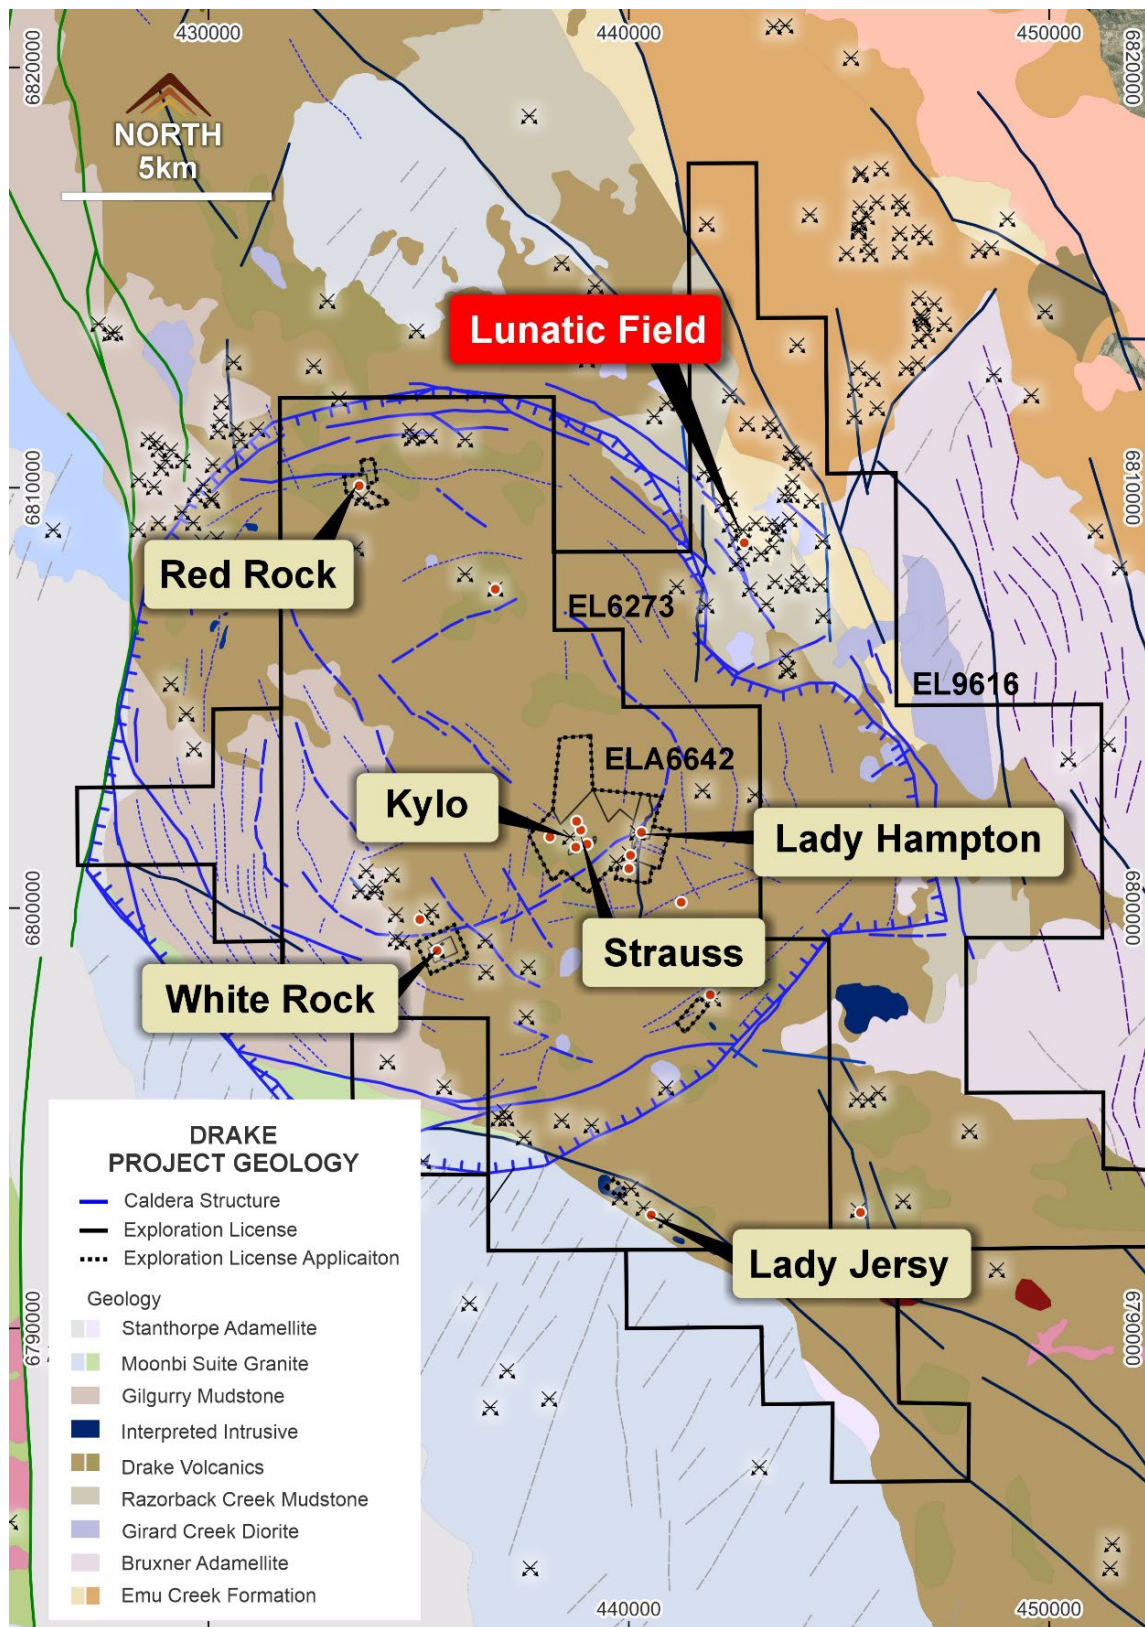 430000
440000
450000
6820000
6820000
NORTH
5km
Lunatic Field
6810000
6810000
Red Rock
EL6273
EL9616
ELA6642
Kylo
Lady Hampton
6800000
6800000
Strauss
White Rock
DRAKE
PROJECT GEOLOGY
Caldera Structure
Exploration License
Exploration License Applicaiton
Lady Jersy
Geology
6790000
6790000
Stanthorpe Adamellite
Moonbi Suite Granite
Gilgurry Mudstone
Interpreted Intrusive
Drake Volcanics
Razorback Creek Mudstone
Girard Creek Diorite
Bruxner Adamellite
Emu Creek Formation
440000
450000